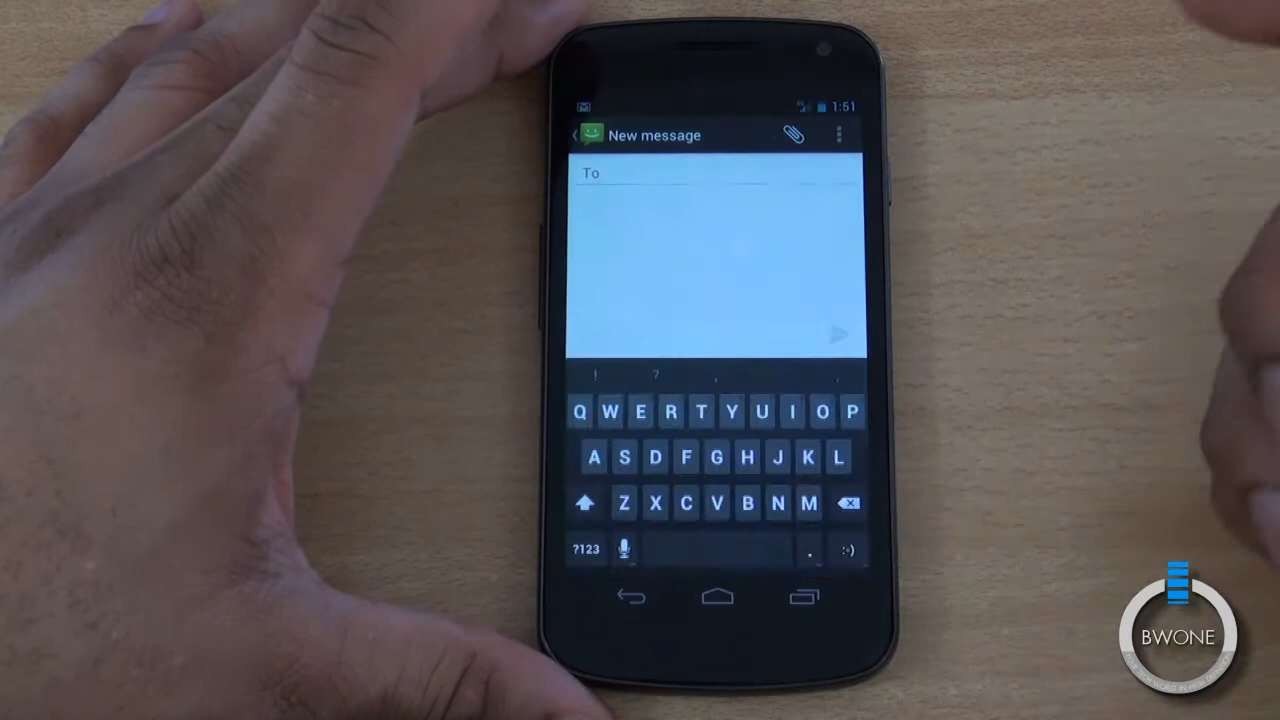 1:51
New message
To
! ? ,
Q W E R T Y U I O P
A S D F G H J K L
Z X C V B N M
?123 . :-)
BWONE